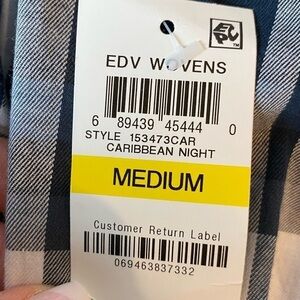 EDV WOVENS
6 89439 45444 0
STYLE 153473CAR
CARIBBEAN NIGHT
MEDIUM
Customer Return Label
069463837332